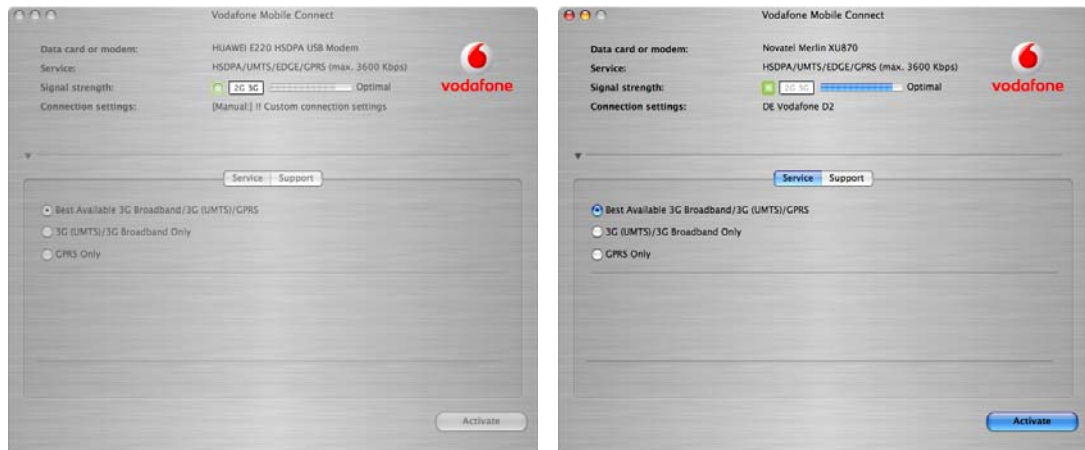 Vodafone Mobile Connect
Data card or modem: HUAWEI E220 HSDPA USB Modem
Service: HSDPA/UMTS/EDGE/GPRS (max. 3600 Kbps)
Signal strength: 2G 3G Optimal
Connection settings: [Manual:] !! Custom connection settings
vodafone
Service Support
Best Available 3G Broadband/3G (UMTS)/GPRS
3G (UMTS)/3G Broadband Only
GPRS Only
Activate
Vodafone Mobile Connect
Data card or modem: Novatel Merlin XU870
Service: HSDPA/UMTS/EDGE/GPRS (max. 3600 Kbps)
Signal strength: 2G 3G Optimal
Connection settings: DE Vodafone D2
vodafone
Service Support
Best Available 3G Broadband/3G (UMTS)/GPRS
3G (UMTS)/3G Broadband Only
GPRS Only
Activate